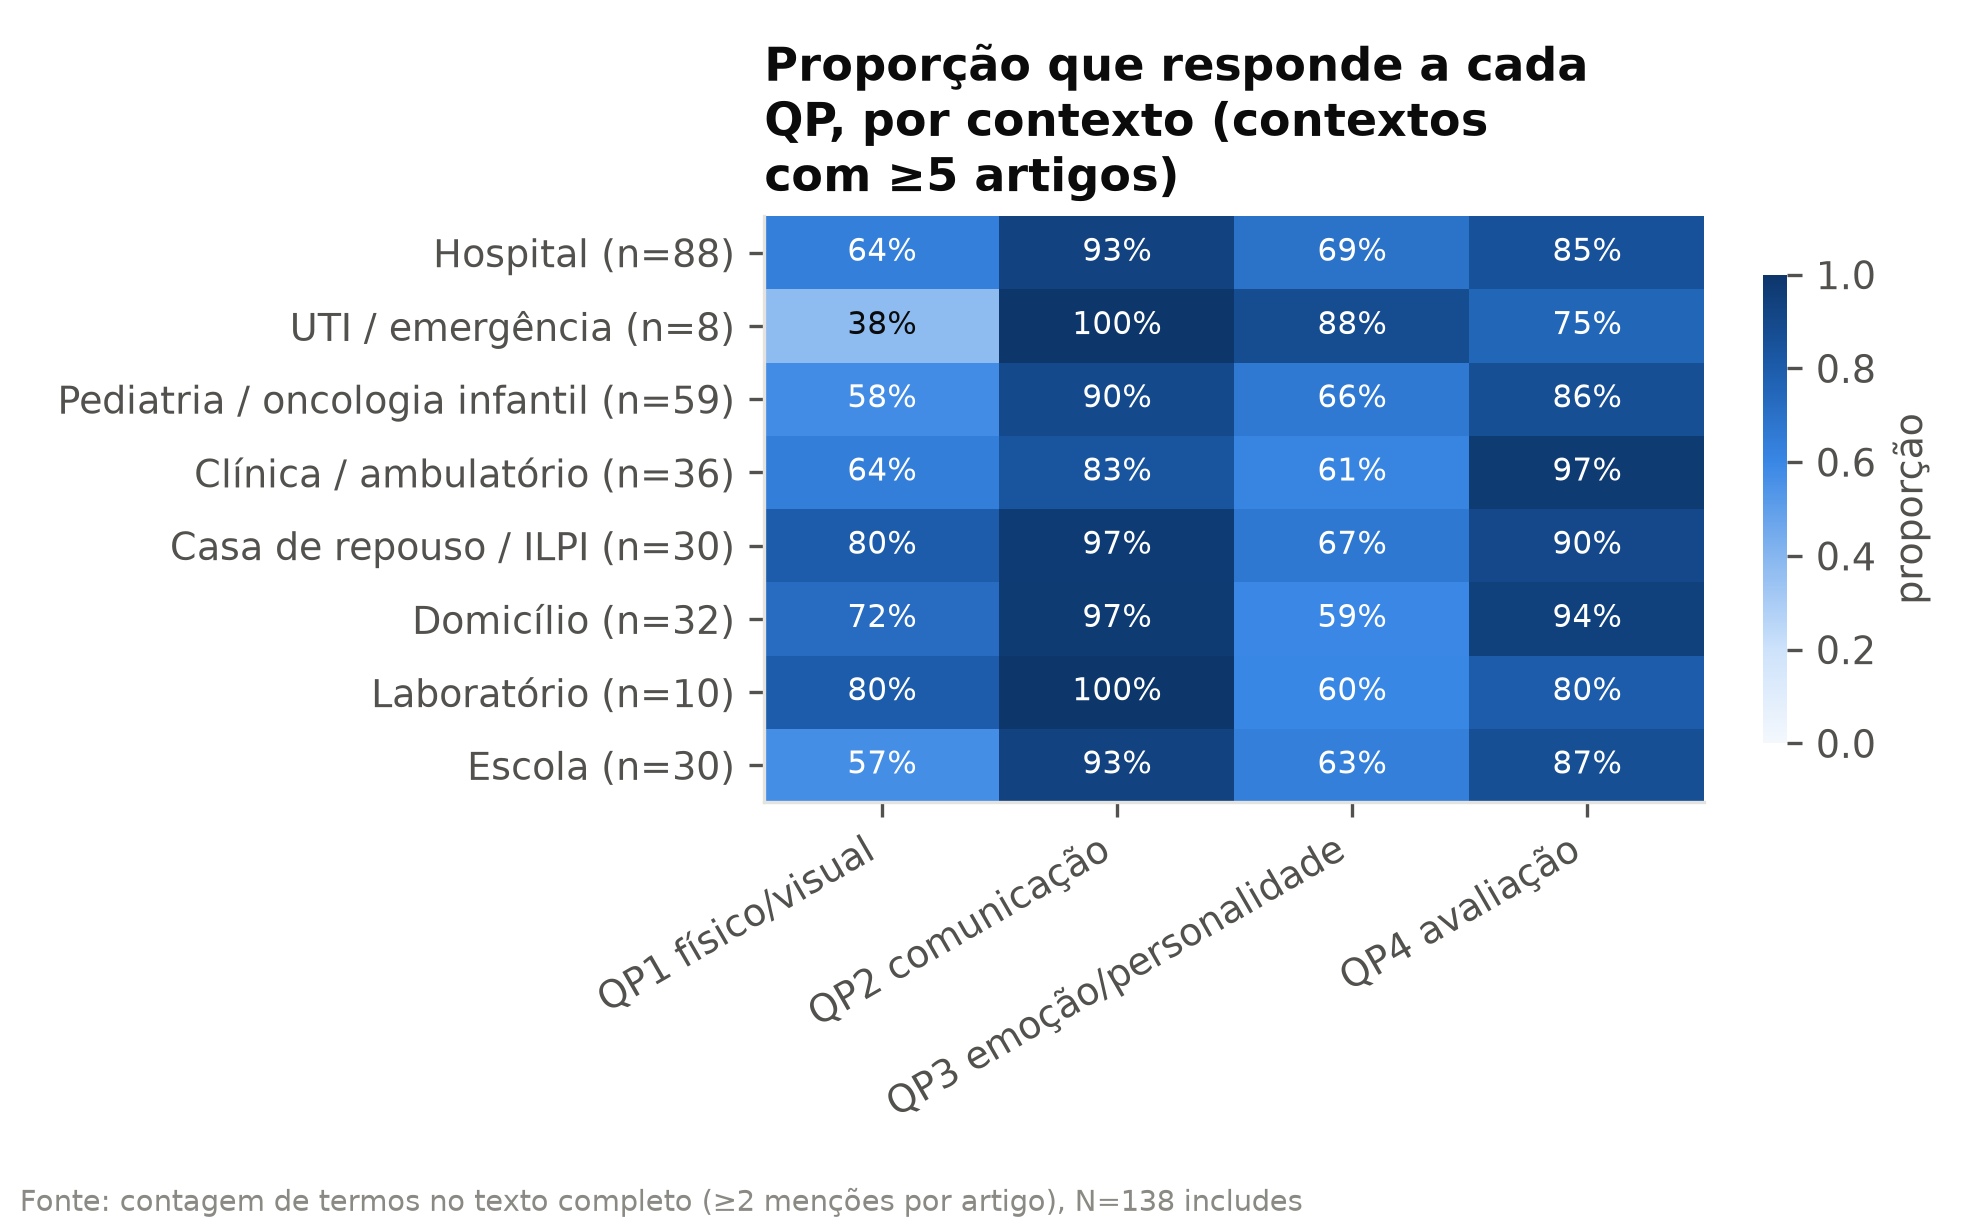 Proporção que responde a cada
QP, por contexto (contextos
com ≥5 artigos)
Hospital (n=88) 64% 93% 69% 85%
UTI / emergência (n=8) 38% 100% 88% 75%
Pediatria / oncologia infantil (n=59) 58% 90% 66% 86%
Clínica / ambulatório (n=36) 64% 83% 61% 97%
Casa de repouso / ILPI (n=30) 80% 97% 67% 90%
Domicílio (n=32) 72% 97% 59% 94%
Laboratório (n=10) 80% 100% 60% 80%
Escola (n=30) 57% 93% 63% 87%
QP1 físico/visual
QP2 comunicação
QP3 emoção/personalidade
QP4 avaliação
1.0
0.8
0.6
0.4
0.2
0.0
proporção
Fonte: contagem de termos no texto completo (≥2 menções por artigo), N=138 includes